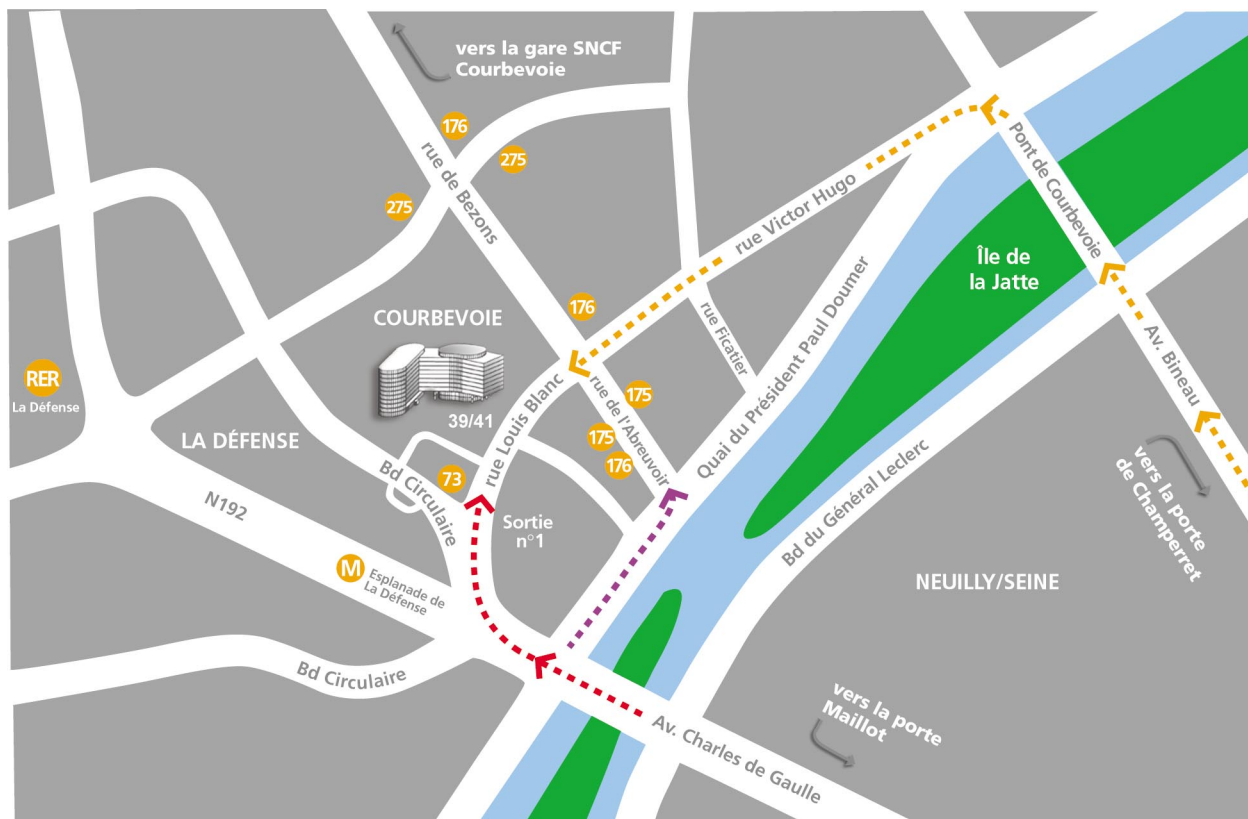 vers la gare SNCF
Courbevoie
176
275
275
rue de Bezons
Pont de Courbevoie
rue Victor Hugo
Île de
la Jatte
176
COURBEVOIE
rue Ficatier
Quai du Président Paul Doumer
Av. Bineau
RER
La Défense
39/41
rue Louis Blanc
rue de l'Abreuvoir
175
175
176
LA DÉFENSE
73
Bd Circulaire
N192
Sortie
n°1
Bd du Général Leclerc
vers la porte
de Champerret
M
Esplanade de
La Défense
NEUILLY/SEINE
Bd Circulaire
vers la porte
Maillot
Av. Charles de Gaulle